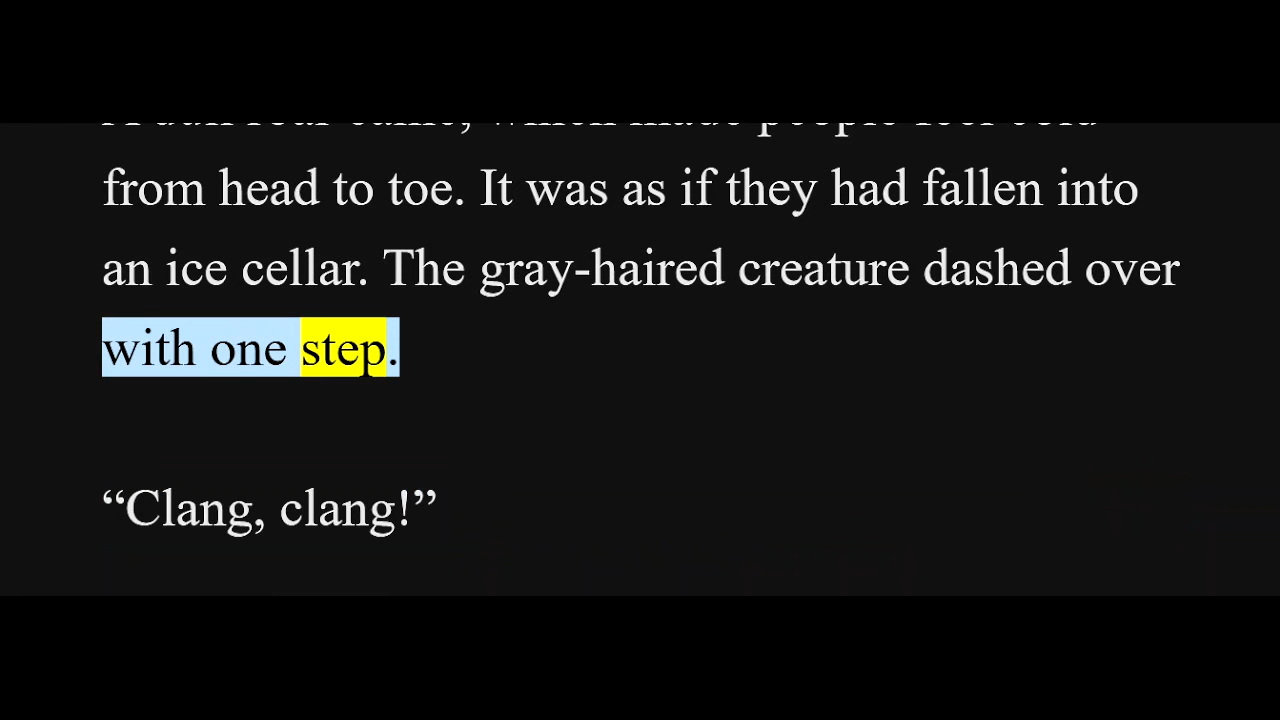 people
from head to toe. It was as if they had fallen into
an ice cellar. The gray-haired creature dashed over
with one step.
“Clang, clang!”